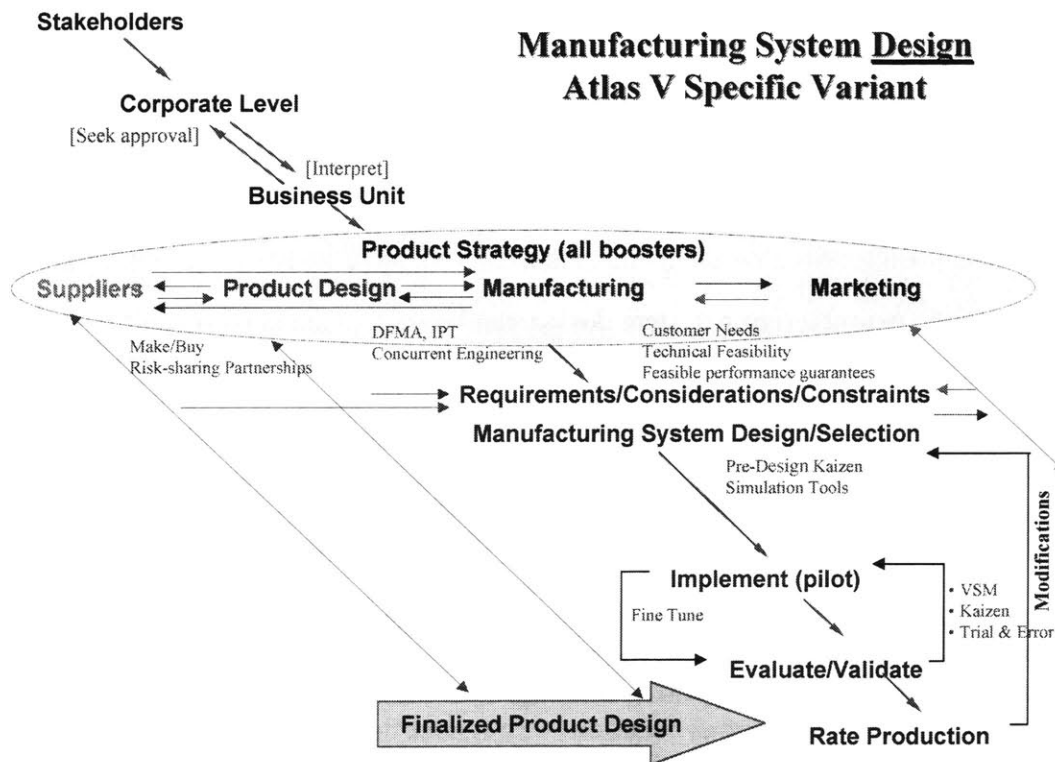 Stakeholders
Manufacturing System Design
Atlas V Specific Variant
Corporate Level
[Seek approval]
[Interpret]
Business Unit
Product Strategy (all boosters)
Suppliers
Product Design
Manufacturing
Marketing
Make/Buy
Risk-sharing Partnerships
DFMA, IPT
Concurrent Engineering
Customer Needs
Technical Feasibility
Feasible performance guarantees
Requirements/Considerations/Constraints
Manufacturing System Design/Selection
Pre-Design Kaizen
Simulation Tools
Modifications
Implement (pilot)
Fine Tune
• VSM
• Kaizen
• Trial & Error
Evaluate/Validate
Finalized Product Design
Rate Production